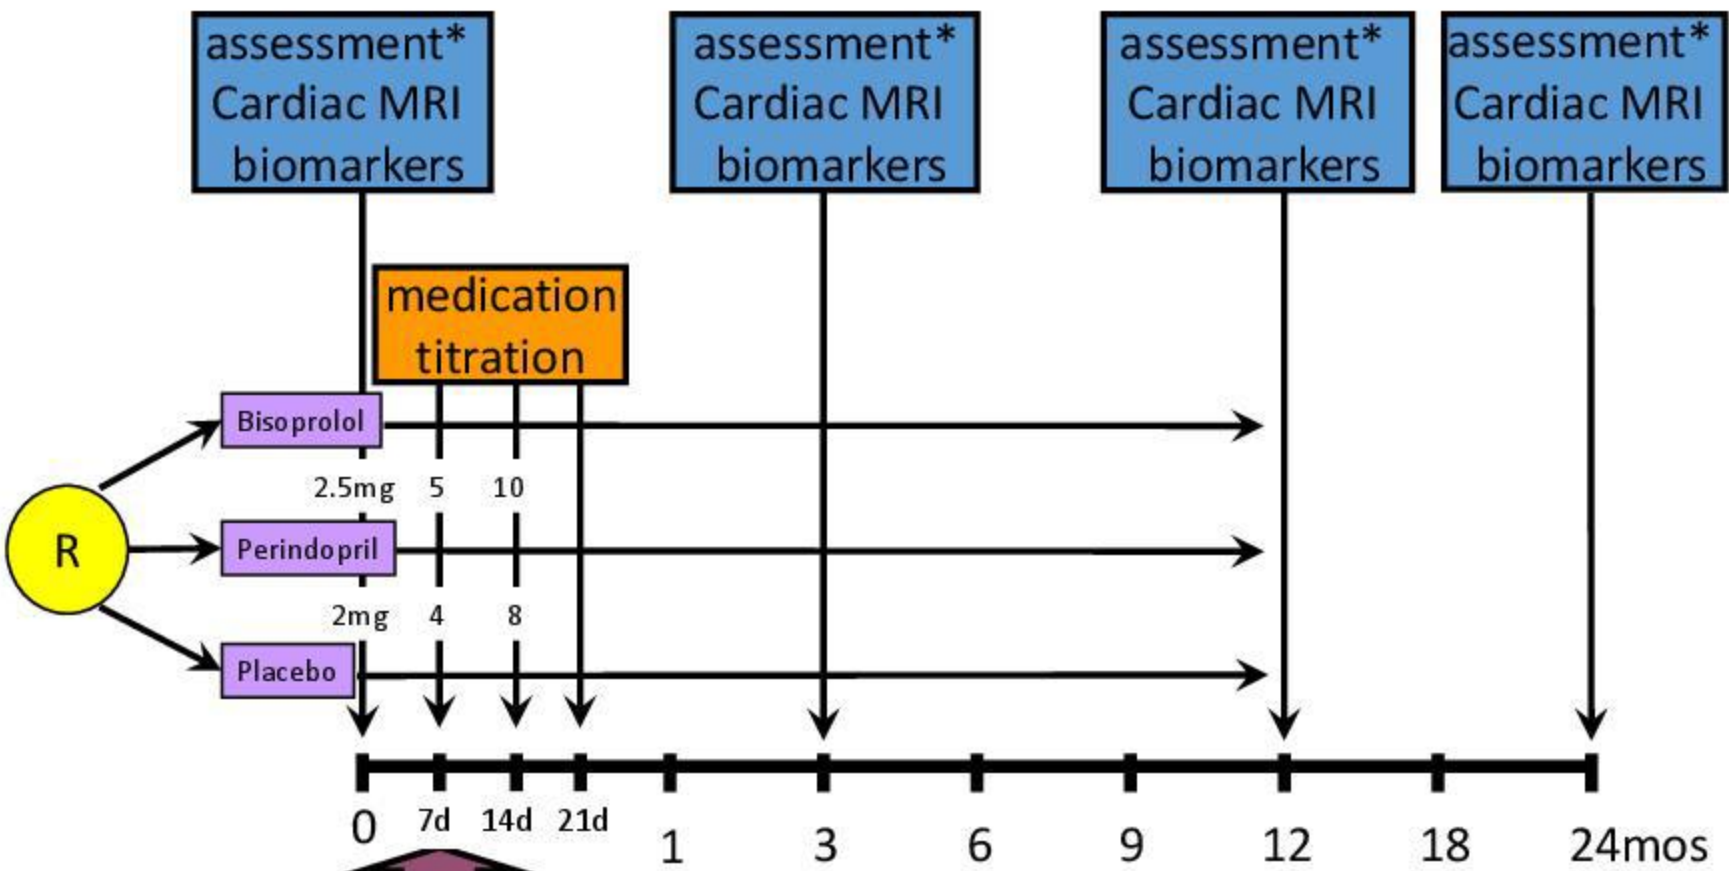 assessment*
Cardiac MRI
biomarkers
assessment*
Cardiac MRI
biomarkers
assessment*
Cardiac MRI
biomarkers
assessment*
Cardiac MRI
biomarkers
medication
titration
Bisoprolol
2.5mg 5 10
R
Perindopril
2mg 4 8
Placebo
0 7d 14d 21d 1 3 6 9 12 18 24mos